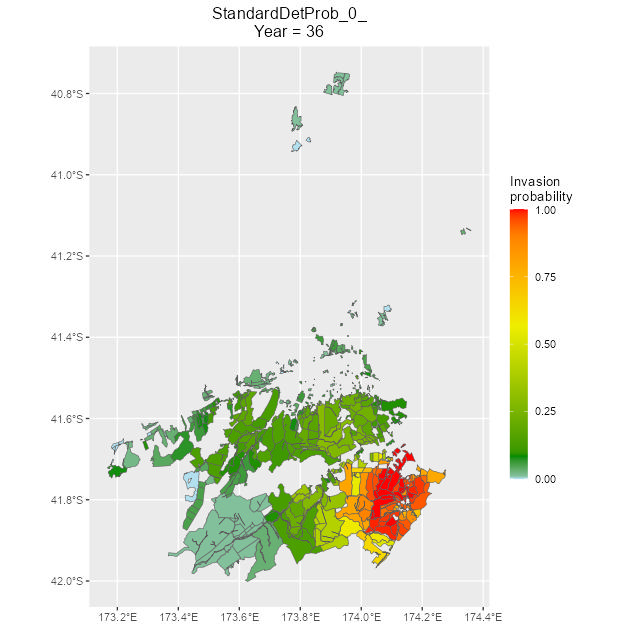 StandardDetProb_0_
Year = 36
40.8°S
41.0°S
41.2°S
41.4°S
41.6°S
41.8°S
42.0°S
173.2°E
173.4°E
173.6°E
173.8°E
174.0°E
174.2°E
174.4°E
Invasion
probability
1.00
0.75
0.50
0.25
0.00